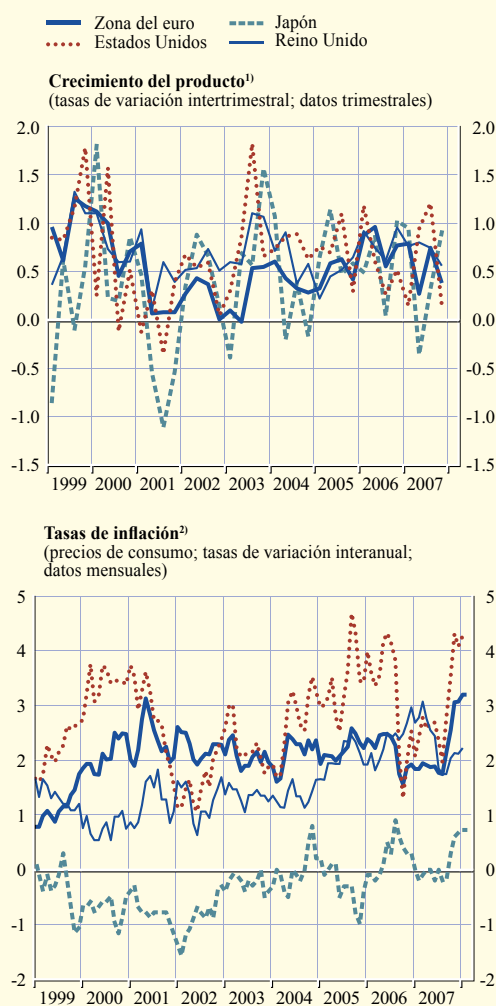 Zona del euro Japón
Estados Unidos Reino Unido
Crecimiento del producto¹⁾
(tasas de variación intertrimestral; datos trimestrales)
2.0 2.0
1.5 1.5
1.0 1.0
0.5 0.5
0.0 0.0
-0.5 -0.5
-1.0 -1.0
-1.5 -1.5
1999 2000 2001 2002 2003 2004 2005 2006 2007
Tasas de inflación²⁾
(precios de consumo; tasas de variación interanual;
datos mensuales)
5 5
4 4
3 3
2 2
1 1
0 0
-1 -1
-2 -2
1999 2000 2001 2002 2003 2004 2005 2006 2007